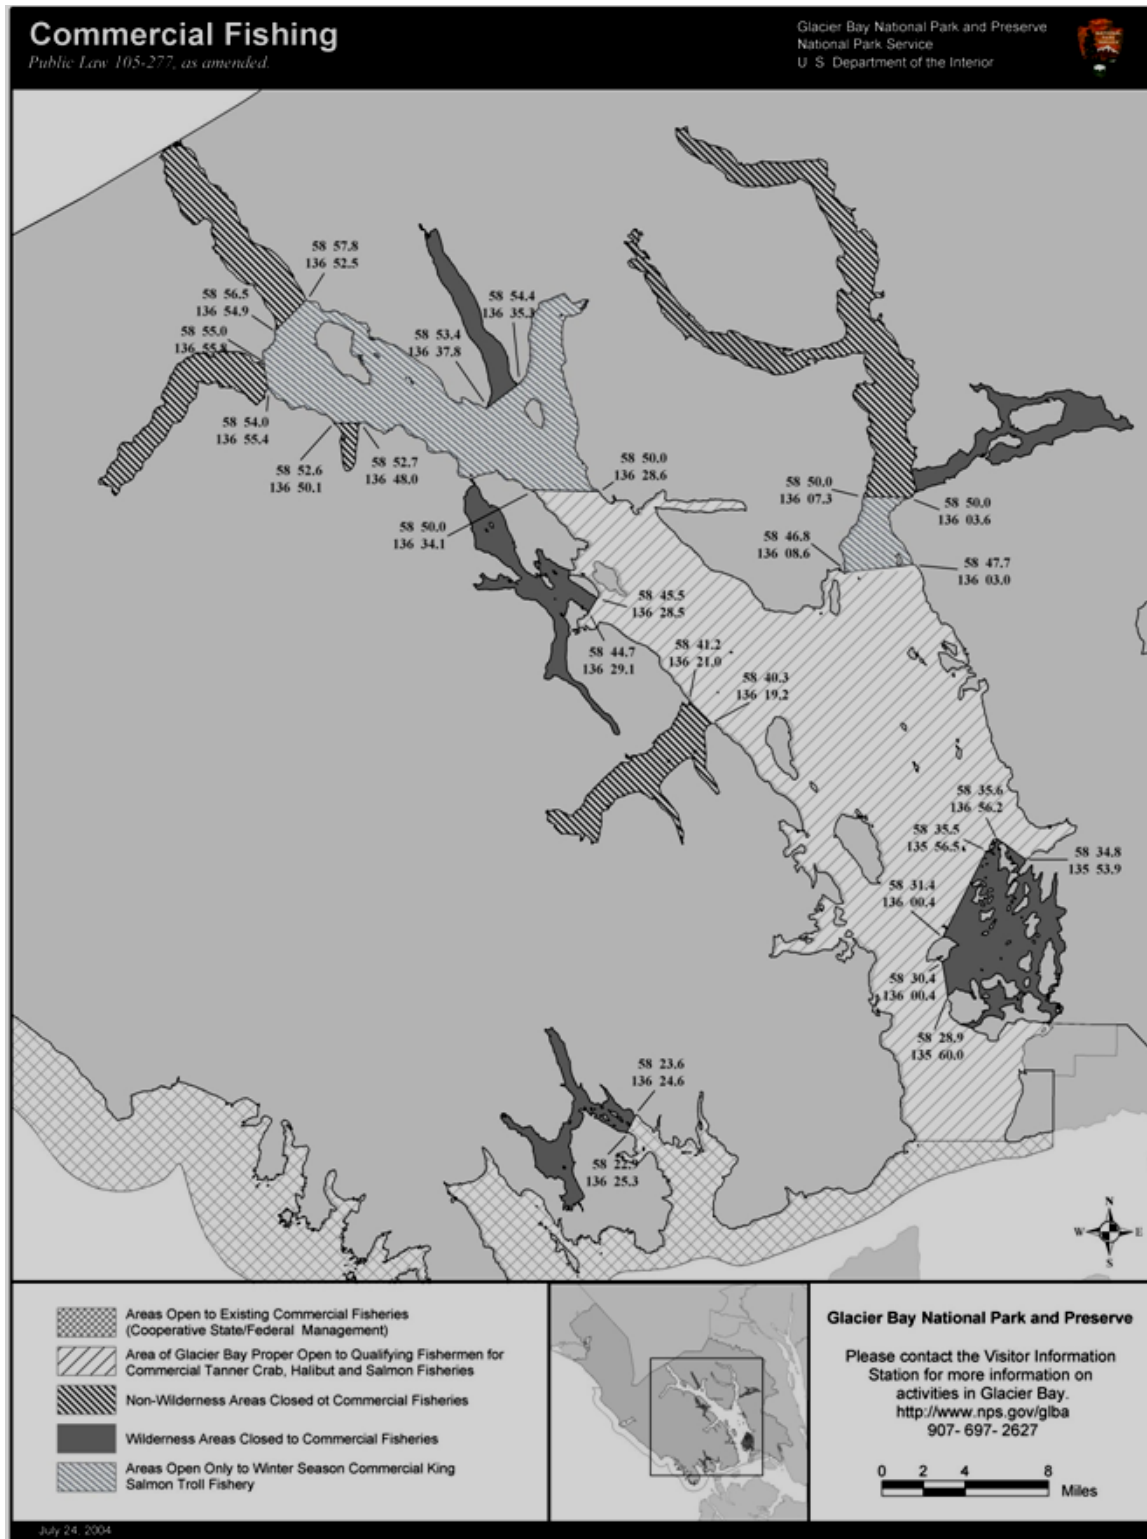 Commercial Fishing
Public Law 105-277, as amended.
Glacier Bay National Park and Preserve
National Park Service
U S Department of the Interior
58 57.8
136 52.5
58 56.5
136 54.9
58 55.0
136 55.8
58 54.4
136 35.3
58 53.4
136 37.8
58 54.0
136 55.4
58 52.6
136 50.1
58 52.7
136 48.0
58 50.0
136 28.6
58 50.0
136 34.1
58 50.0
136 07.3
58 50.0
136 03.6
58 46.8
136 08.6
58 47.7
136 03.0
58 45.5
136 28.5
58 44.7
136 29.1
58 41.2
136 21.0
58 40.3
136 19.2
58 35.6
136 56.2
58 35.5
135 56.5
58 34.8
135 53.9
58 31.4
136 00.4
58 30.4
136 00.4
58 28.9
135 60.0
58 23.6
136 24.6
58 22.9
136 25.3
N
W E
S
Areas Open to Existing Commercial Fisheries
(Cooperative State/Federal Management)
Area of Glacier Bay Proper Open to Qualifying Fishermen for
Commercial Tanner Crab, Halibut and Salmon Fisheries
Non-Wilderness Areas Closed ot Commercial Fisheries
Wilderness Areas Closed to Commercial Fisheries
Areas Open Only to Winter Season Commercial King
Salmon Troll Fishery
Glacier Bay National Park and Preserve
Please contact the Visitor Information
Station for more information on
activities in Glacier Bay.
http://www.nps.gov/glba
907- 697- 2627
0 2 4 8
Miles
July 24, 2004